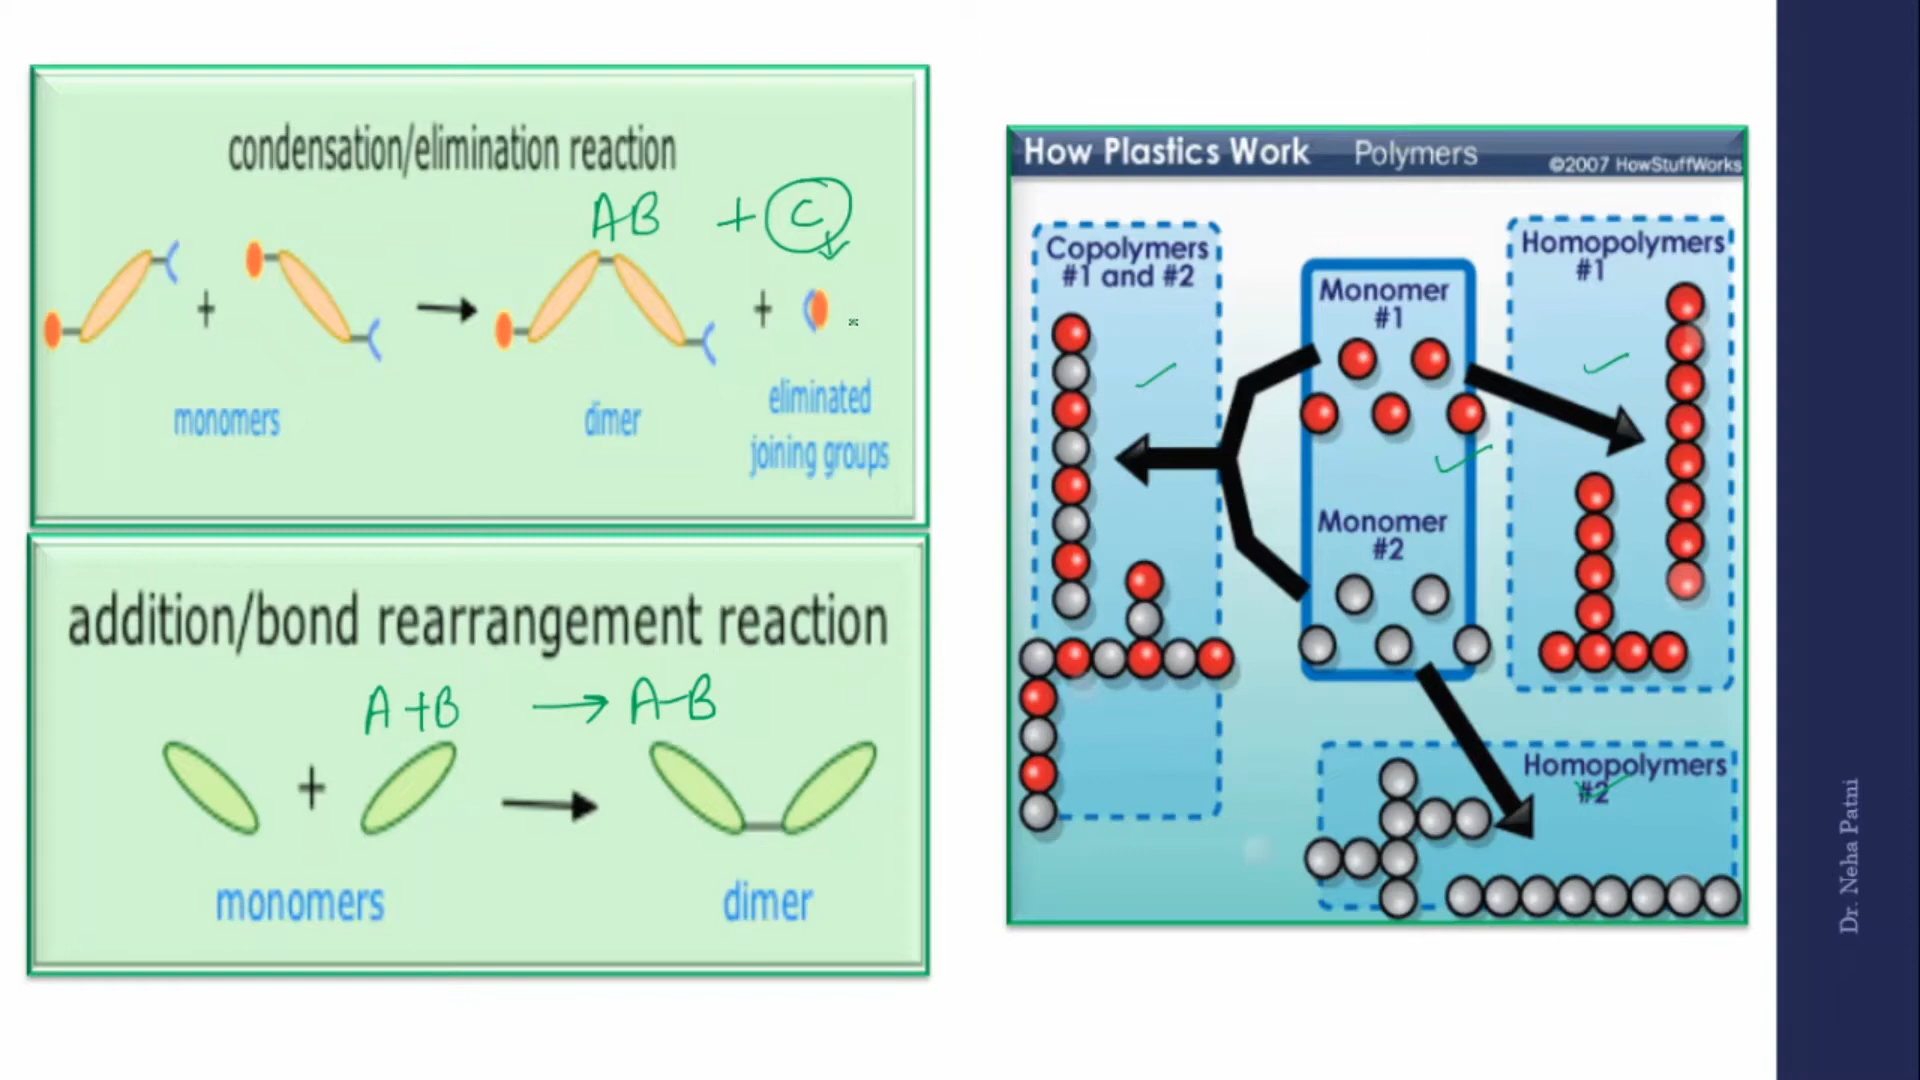 condensation/elimination reaction
AB + C
+
+
monomers
dimer
eliminated
joining groups
addition/bond rearrangement reaction
A+B → A-B
+
monomers
dimer
How Plastics Work Polymers ©2007 HowStuffWorks
Copolymers
#1 and #2
Monomer
#1
Homopolymers
#1
Monomer
#2
Homopolymers
#2
Dr. Neha Patni